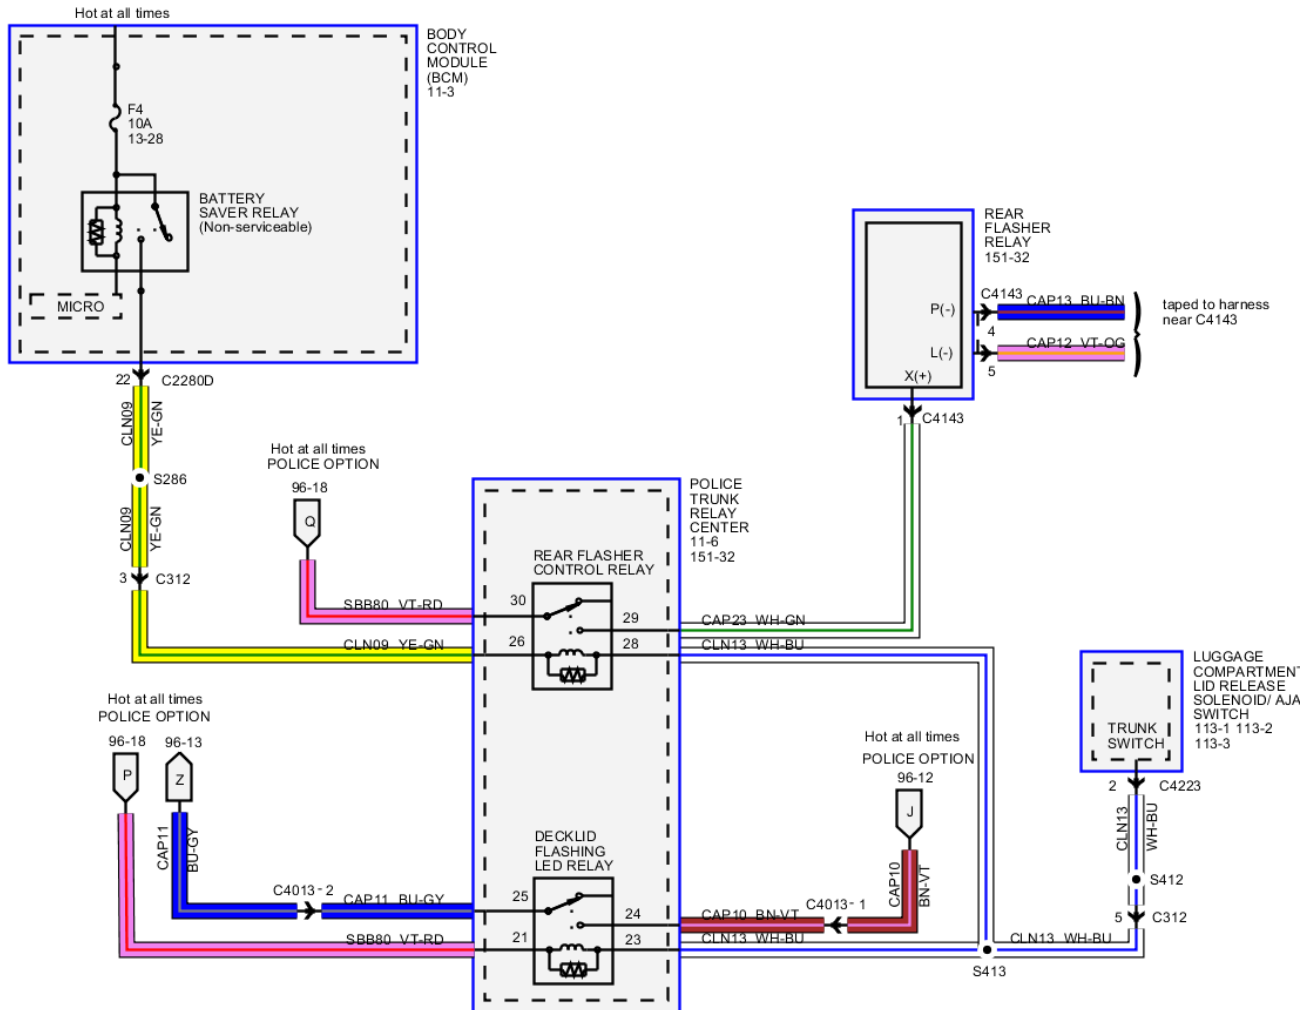 Hot at all times
BODY
CONTROL
MODULE
(BCM)
11-3
F4
10A
13-28
BATTERY
SAVER RELAY
(Non-serviceable)
MICRO
22
C2280D
CLN09
YE-GN
S286
CLN09
YE-GN
3
C312
REAR
FLASHER
RELAY
151-32
P(-)
C4143
CAP13 BU-BN
4
L(-)
CAP12 VT-OG
5
taped to harness
near C4143
X(+)
1
C4143
Hot at all times
POLICE OPTION
96-18
Q
POLICE
TRUNK
RELAY
CENTER
11-6
151-32
REAR FLASHER
CONTROL RELAY
SBB80 VT-RD
30
29
CAP23 WH-GN
CLN09 YE-GN
26
28
CLN13 WH-BU
LUGGAGE
COMPARTMENT
LID RELEASE
SOLENOID/ AJA
SWITCH
113-1 113-2
113-3
TRUNK
SWITCH
2
C4223
CLN13
WH-BU
S412
5
C312
Hot at all times
POLICE OPTION
96-18
96-13
P
Z
CAP11
BU-GY
Hot at all times
POLICE OPTION
96-12
J
CAP10
BN-VT
DECKLID
FLASHING
LED RELAY
C4013-2
CAP11 BU-GY
25
24
CAP10 BN-VT
C4013-1
SBB80 VT-RD
21
23
CLN13 WH-BU
CLN13 WH-BU
S413